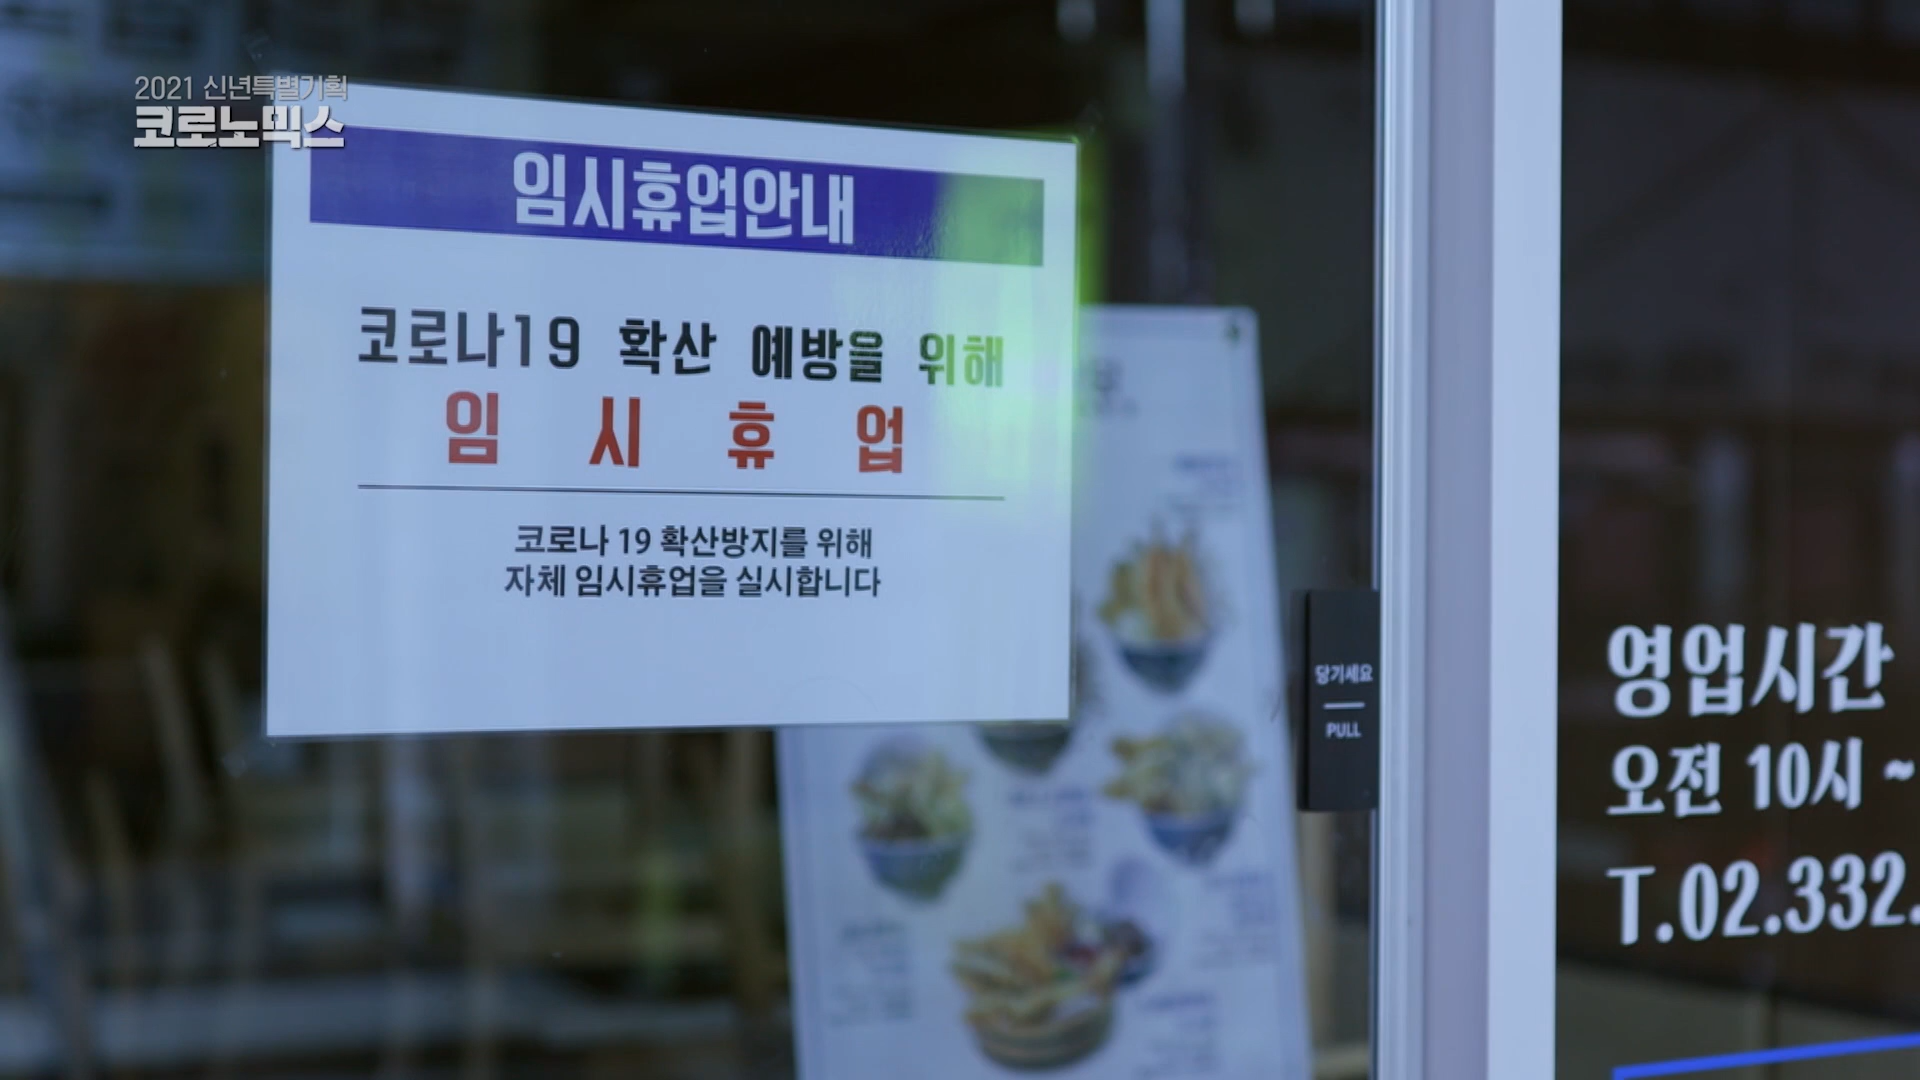 2021 신년특별기획
코로노믹스
임시휴업안내
코로나19 확산 예방을 위해
임 시 휴 업
코로나 19 확산방지를 위해
자체 임시휴업을 실시합니다
당기세요
PULL
영업시간
오전 10시 ~
T.02.332.